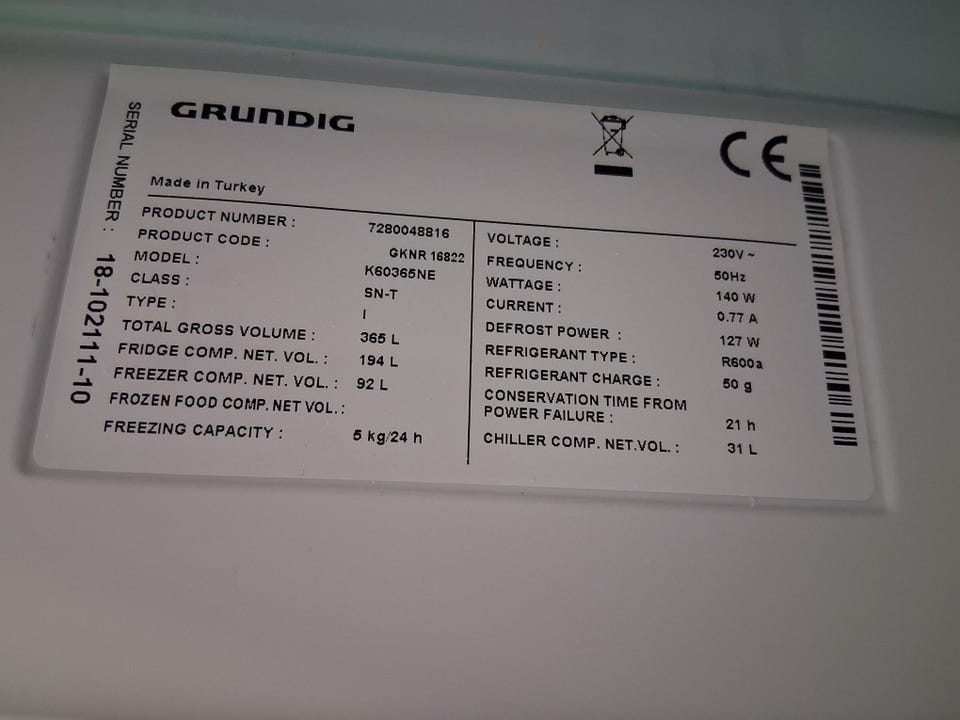 GRUNDIG
CE
Made in Turkey
SERIAL NUMBER : 18-102111-10
PRODUCT NUMBER : 7280048816
PRODUCT CODE : GKNR 16822
MODEL : K60365NE
CLASS : SN-T
TYPE : I
TOTAL GROSS VOLUME : 365 L
FRIDGE COMP. NET. VOL. : 194 L
FREEZER COMP. NET. VOL. : 92 L
FROZEN FOOD COMP. NET VOL. :
FREEZING CAPACITY : 5 kg/24 h
VOLTAGE : 230V ~
FREQUENCY : 50Hz
WATTAGE : 140 W
CURRENT : 0.77 A
DEFROST POWER : 127 W
REFRIGERANT TYPE : R600a
REFRIGERANT CHARGE : 50 g
CONSERVATION TIME FROM
POWER FAILURE : 21 h
CHILLER COMP. NET.VOL. : 31 L